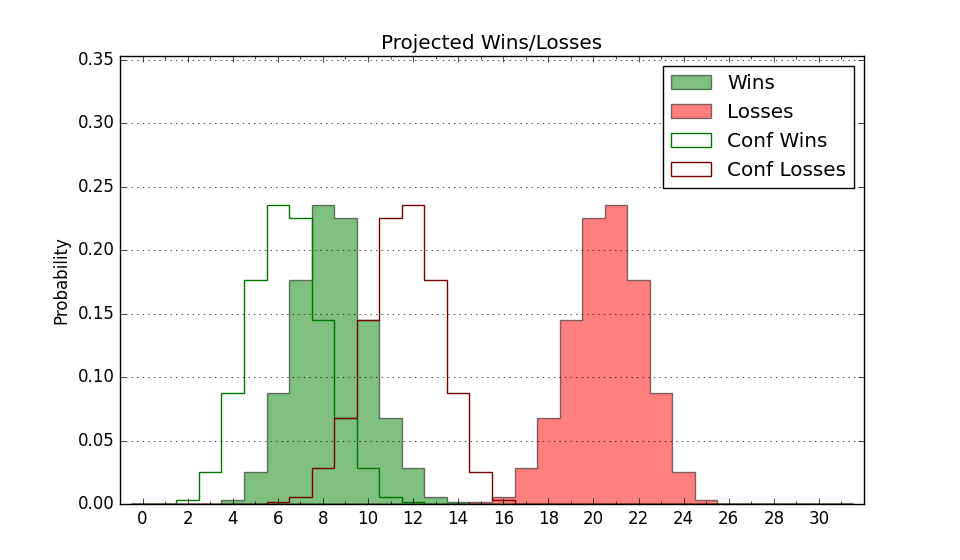 Projected Wins/Losses
0.35
0.30
0.25
0.20
0.15
0.10
0.05
0.00
Probability
Wins
Losses
Conf Wins
Conf Losses
0 2 4 6 8 10 12 14 16 18 20 22 24 26 28 30